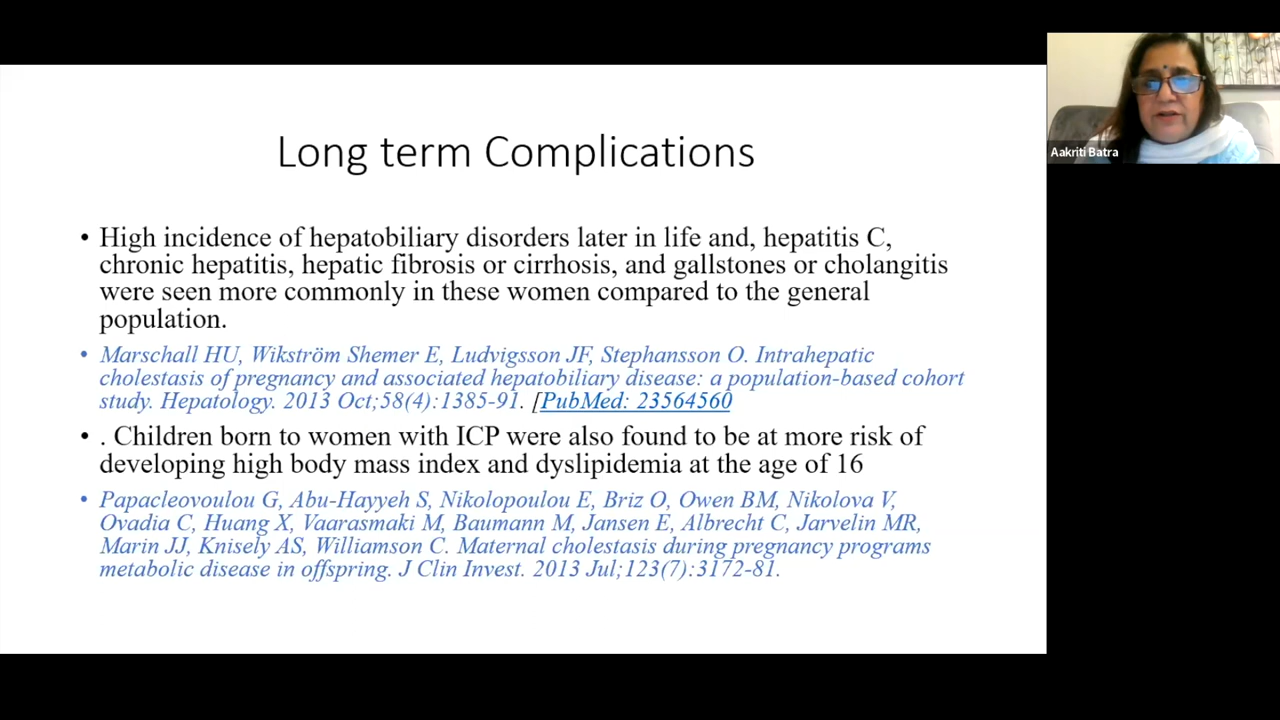 Long term Complications
• High incidence of hepatobiliary disorders later in life and, hepatitis C,
chronic hepatitis, hepatic fibrosis or cirrhosis, and gallstones or cholangitis
were seen more commonly in these women compared to the general
population.
• Marschall HU, Wikström Shemer E, Ludvigsson JF, Stephansson O. Intrahepatic
cholestasis of pregnancy and associated hepatobiliary disease: a population-based cohort
study. Hepatology. 2013 Oct;58(4):1385-91. [PubMed: 23564560
• . Children born to women with ICP were also found to be at more risk of
developing high body mass index and dyslipidemia at the age of 16
• Papacleovoulou G, Abu-Hayyeh S, Nikolopoulou E, Briz O, Owen BM, Nikolova V,
Ovadia C, Huang X, Vaarasmaki M, Baumann M, Jansen E, Albrecht C, Jarvelin MR,
Marin JJ, Knisely AS, Williamson C. Maternal cholestasis during pregnancy programs
metabolic disease in offspring. J Clin Invest. 2013 Jul;123(7):3172-81.
Aakriti Batra